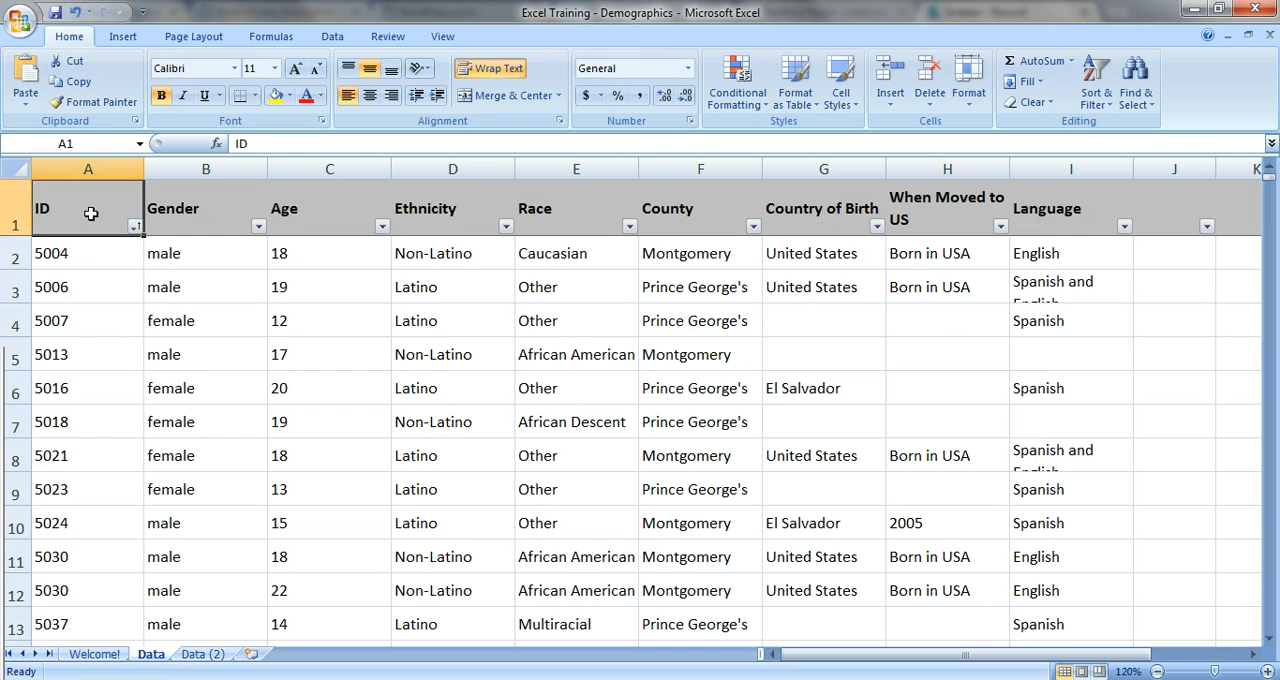 Excel Training - Demographics - Microsoft Excel
Home Insert Page Layout Formulas Data Review View
Paste Cut Calibri 11 A A Wrap Text General Conditional Formatting Format as Table Cell Styles Insert Delete Format Σ AutoSum Sort & Filter Find & Select
Copy Fill
Format Painter B I U A Merge & Center $ % , .0 .00 .00 .0 Clear
Clipboard Font Alignment Number Styles Cells Editing
A1 fx ID
A B C D E F G H I J K
1 ID Gender Age Ethnicity Race County Country of Birth When Moved to US Language
2 5004 male 18 Non-Latino Caucasian Montgomery United States Born in USA English
3 5006 male 19 Latino Other Prince George's United States Born in USA Spanish and English
4 5007 female 12 Latino Other Prince George's Spanish
5 5013 male 17 Non-Latino African American Montgomery
6 5016 female 20 Latino Other Prince George's El Salvador Spanish
7 5018 female 19 Non-Latino African Descent Prince George's
8 5021 female 18 Latino Other Montgomery United States Born in USA Spanish and English
9 5023 female 13 Latino Other Prince George's Spanish
10 5024 male 15 Latino Other Montgomery El Salvador 2005 Spanish
11 5030 male 18 Non-Latino African American Montgomery United States Born in USA English
12 5030 male 22 Non-Latino African American Montgomery United States Born in USA English
13 5037 male 14 Latino Multiracial Prince George's Spanish
Welcome! Data Data (2)
Ready 120%